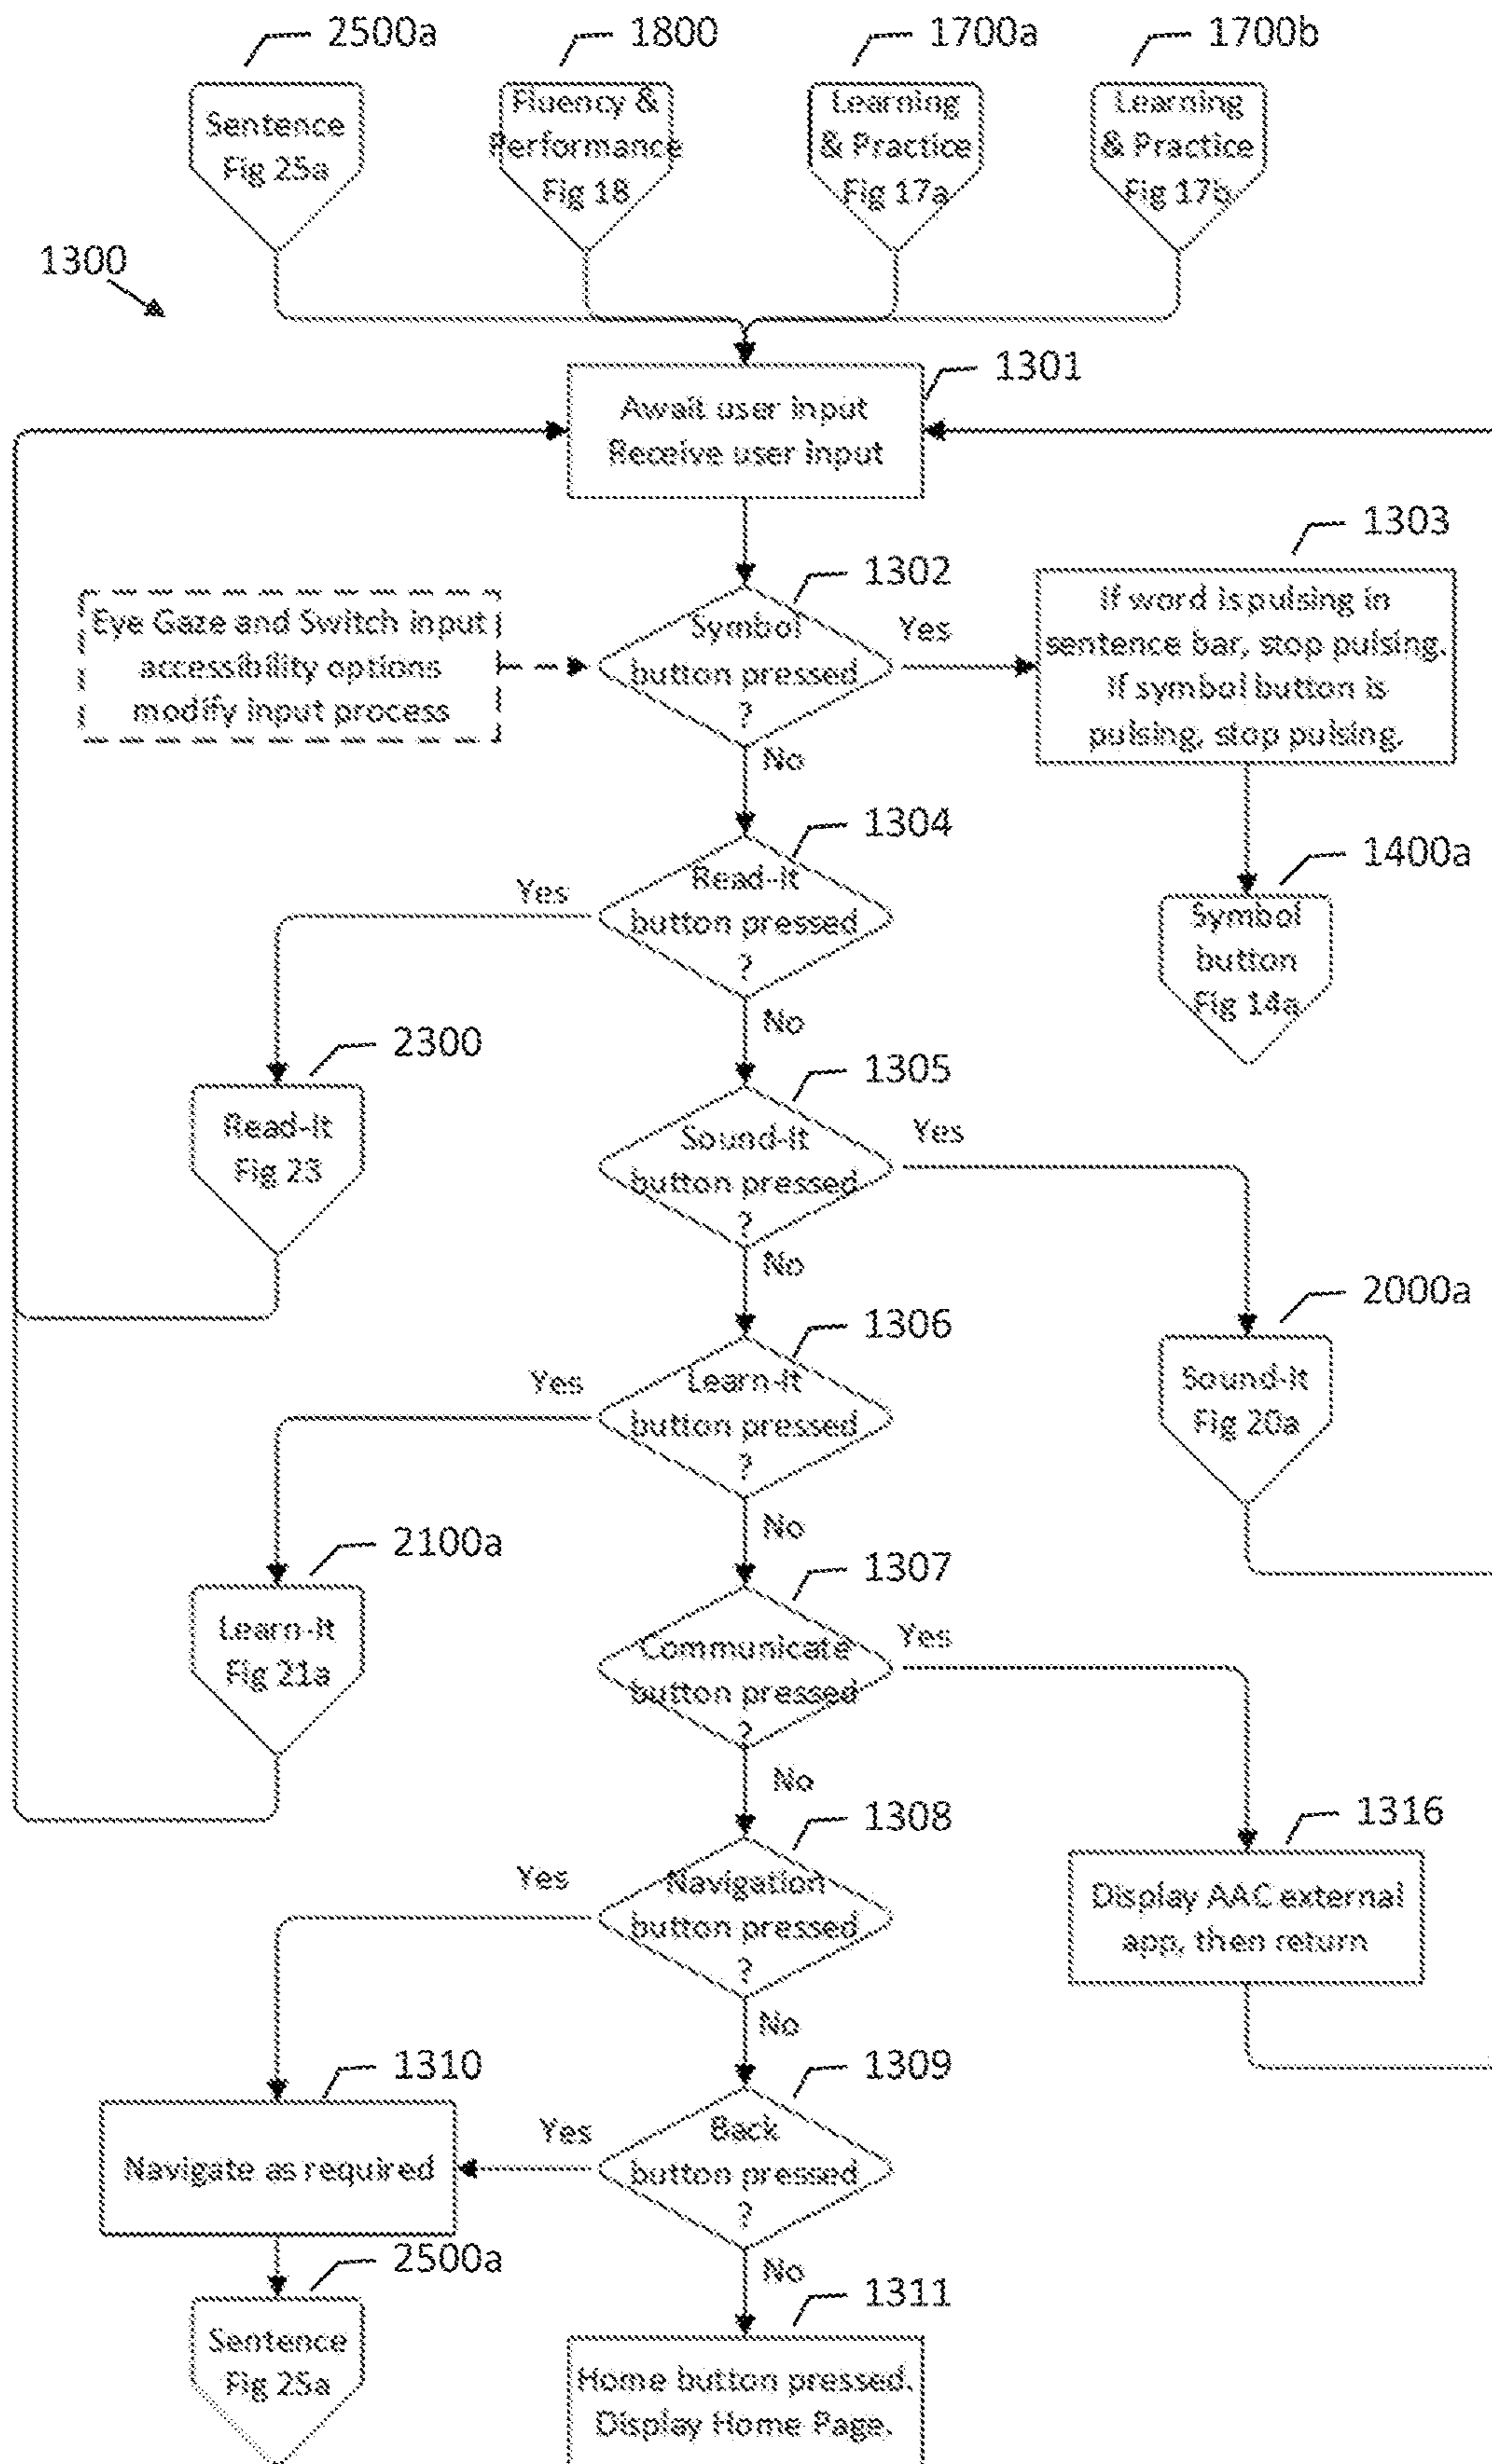 2500a
1800
1700a
1700b
Sentence
Fig 25a
Fluency &
Performance
Fig 18
Learning
& Practice
Fig 17a
Learning
& Practice
Fig 17b
1300
1301
Await user input
Receive user input
1302
1303
Eye Gaze and Switch input
accessibility options
modify input process
Symbol
button pressed
?
Yes
If word is pulsing in
sentence bar, stop pulsing.
If symbol button is
pulsing, stop pulsing.
No
1304
1400a
Yes
Read-it
button pressed
?
Symbol
button
Fig 14a
No
2300
1305
Read-it
Fig 23
Sound-it
button pressed
?
Yes
No
1306
2000a
Yes
Learn-it
button pressed
?
Sound-it
Fig 20a
No
2100a
1307
Learn-it
Fig 21a
Communicate
button pressed
?
Yes
No
1308
1316
Yes
Navigation
button pressed
?
Display AAC external
app, then return
No
1310
1309
Navigate as required
Yes
Back
button pressed
?
2500a
No
1311
Sentence
Fig 25a
Home button pressed.
Display Home Page.